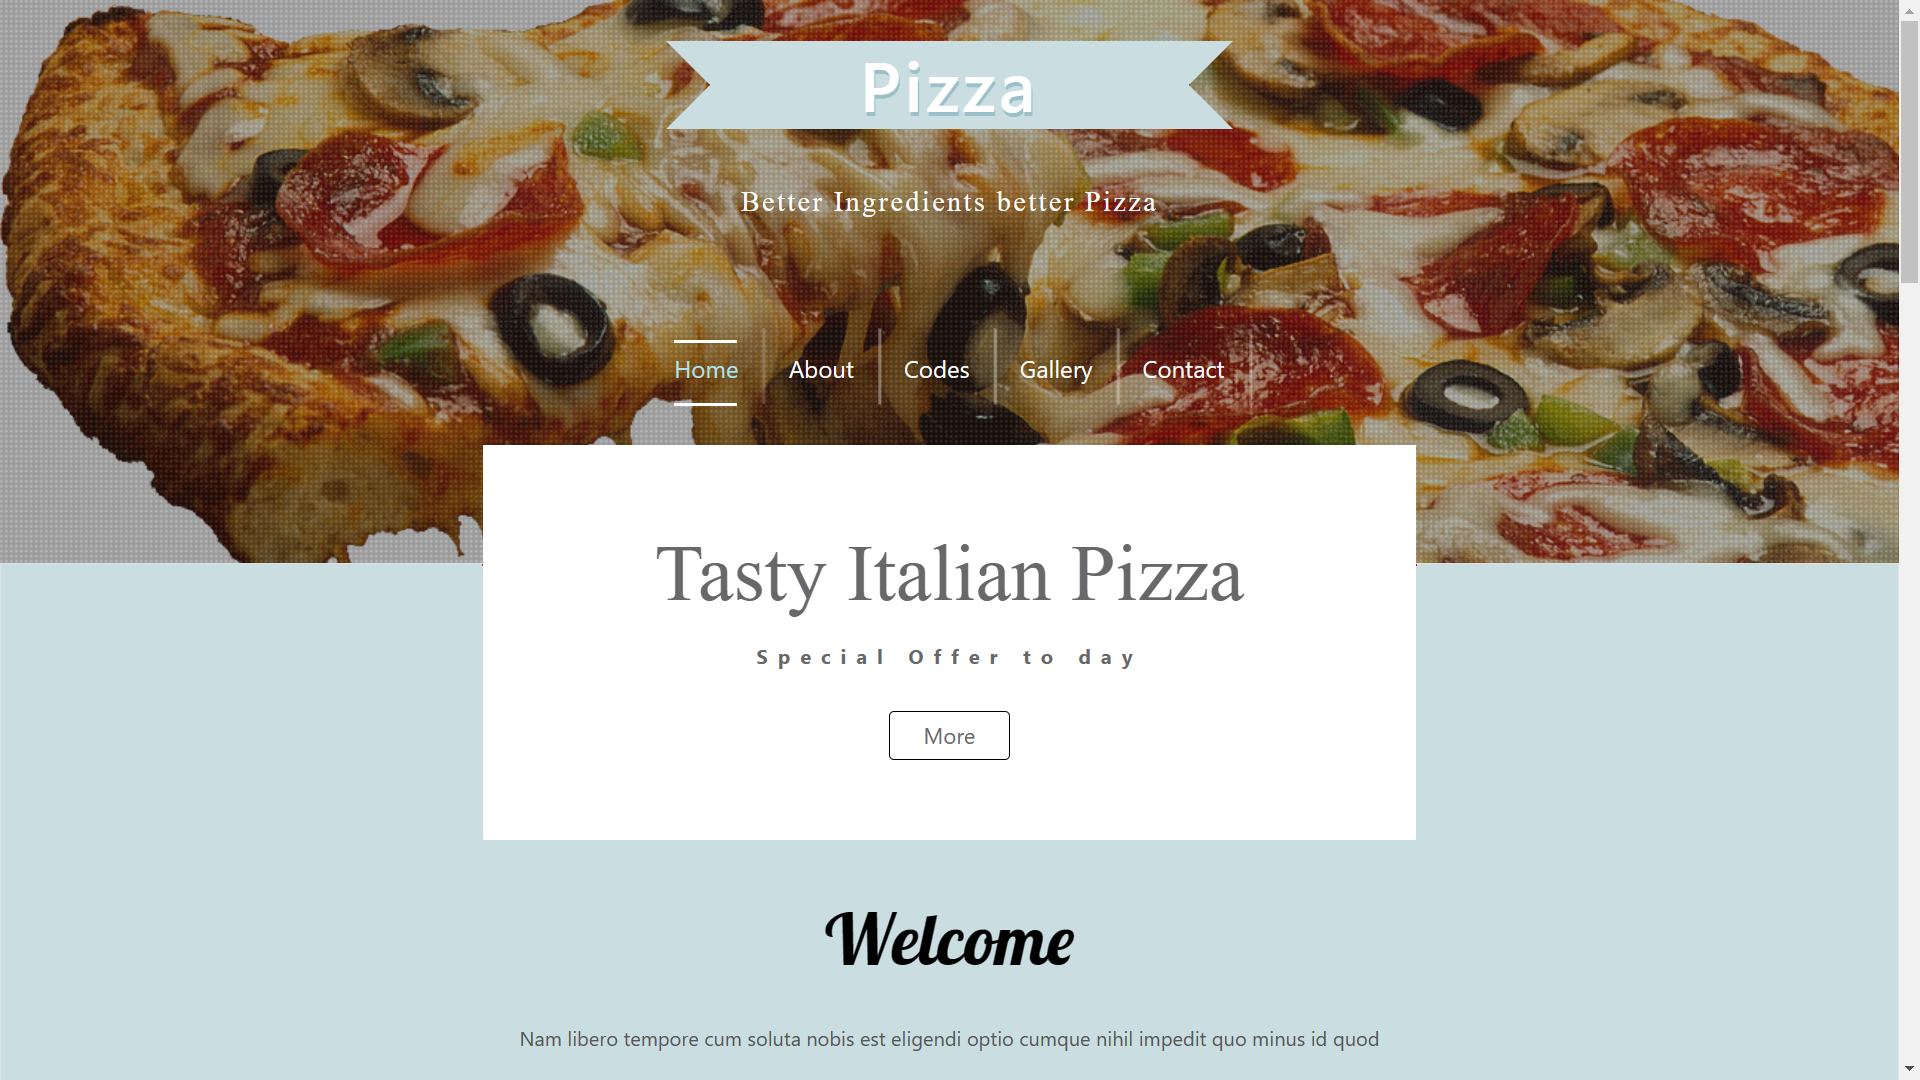 Pizza
Better Ingredients better Pizza
Home About Codes Gallery Contact
Tasty Italian Pizza
Special Offer to day
More
Welcome
Nam libero tempore cum soluta nobis est eligendi optio cumque nihil impedit quo minus id quod